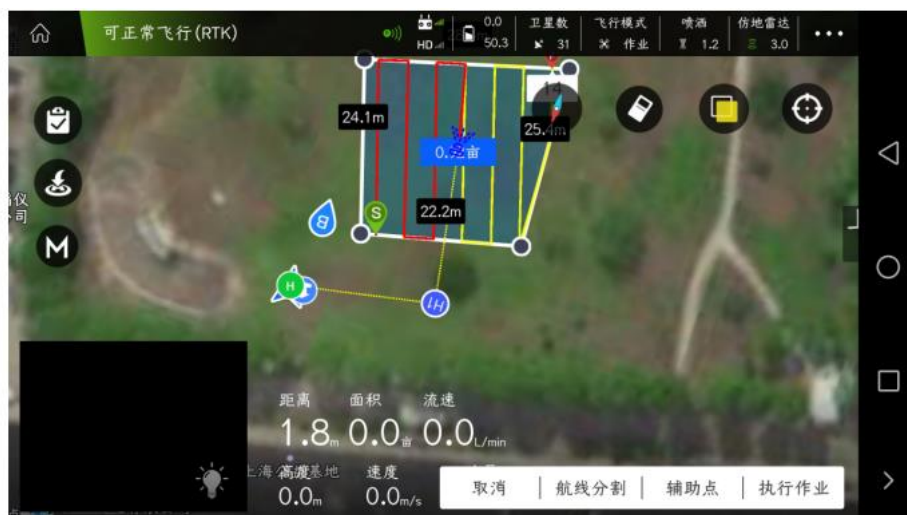 可正常飞行(RTK)
HD
0.0
50.3
卫星数
31
飞行模式
作业
喷洒
1.2
仿地雷达
3.0
14
24.1m
25.4m
22.2m
S
B
M
H
H1
距离 面积 流速
1.8m 0.0亩 0.0L/min
高度 速度
0.0m 0.0m/s
取消 航线分割 辅助点 执行作业